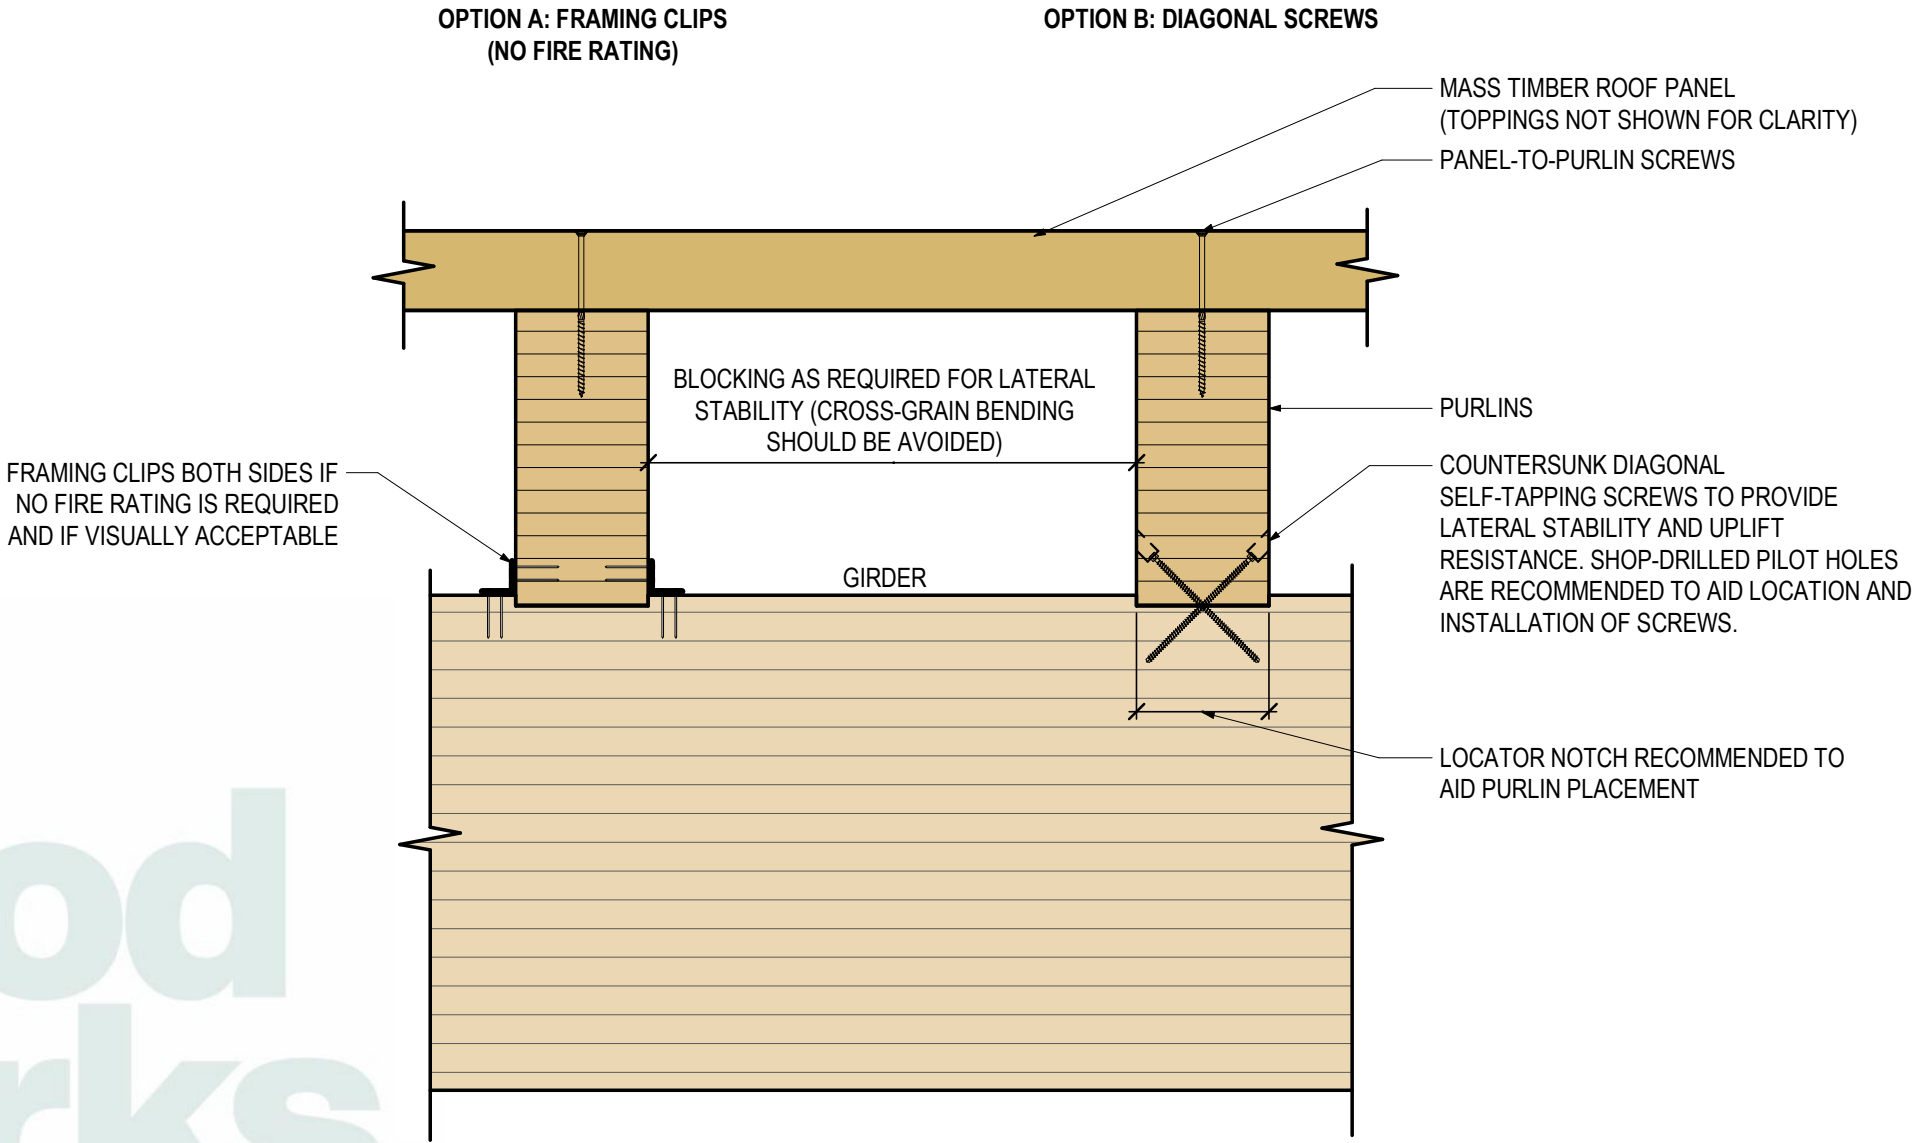 OPTION A: FRAMING CLIPS
(NO FIRE RATING)
OPTION B: DIAGONAL SCREWS
MASS TIMBER ROOF PANEL
(TOPPINGS NOT SHOWN FOR CLARITY)
PANEL-TO-PURLIN SCREWS
BLOCKING AS REQUIRED FOR LATERAL
STABILITY (CROSS-GRAIN BENDING
SHOULD BE AVOIDED)
PURLINS
FRAMING CLIPS BOTH SIDES IF
NO FIRE RATING IS REQUIRED
AND IF VISUALLY ACCEPTABLE
COUNTERSUNK DIAGONAL
SELF-TAPPING SCREWS TO PROVIDE
LATERAL STABILITY AND UPLIFT
RESISTANCE. SHOP-DRILLED PILOT HOLES
ARE RECOMMENDED TO AID LOCATION AND
INSTALLATION OF SCREWS.
GIRDER
LOCATOR NOTCH RECOMMENDED TO
AID PURLIN PLACEMENT
od
rks